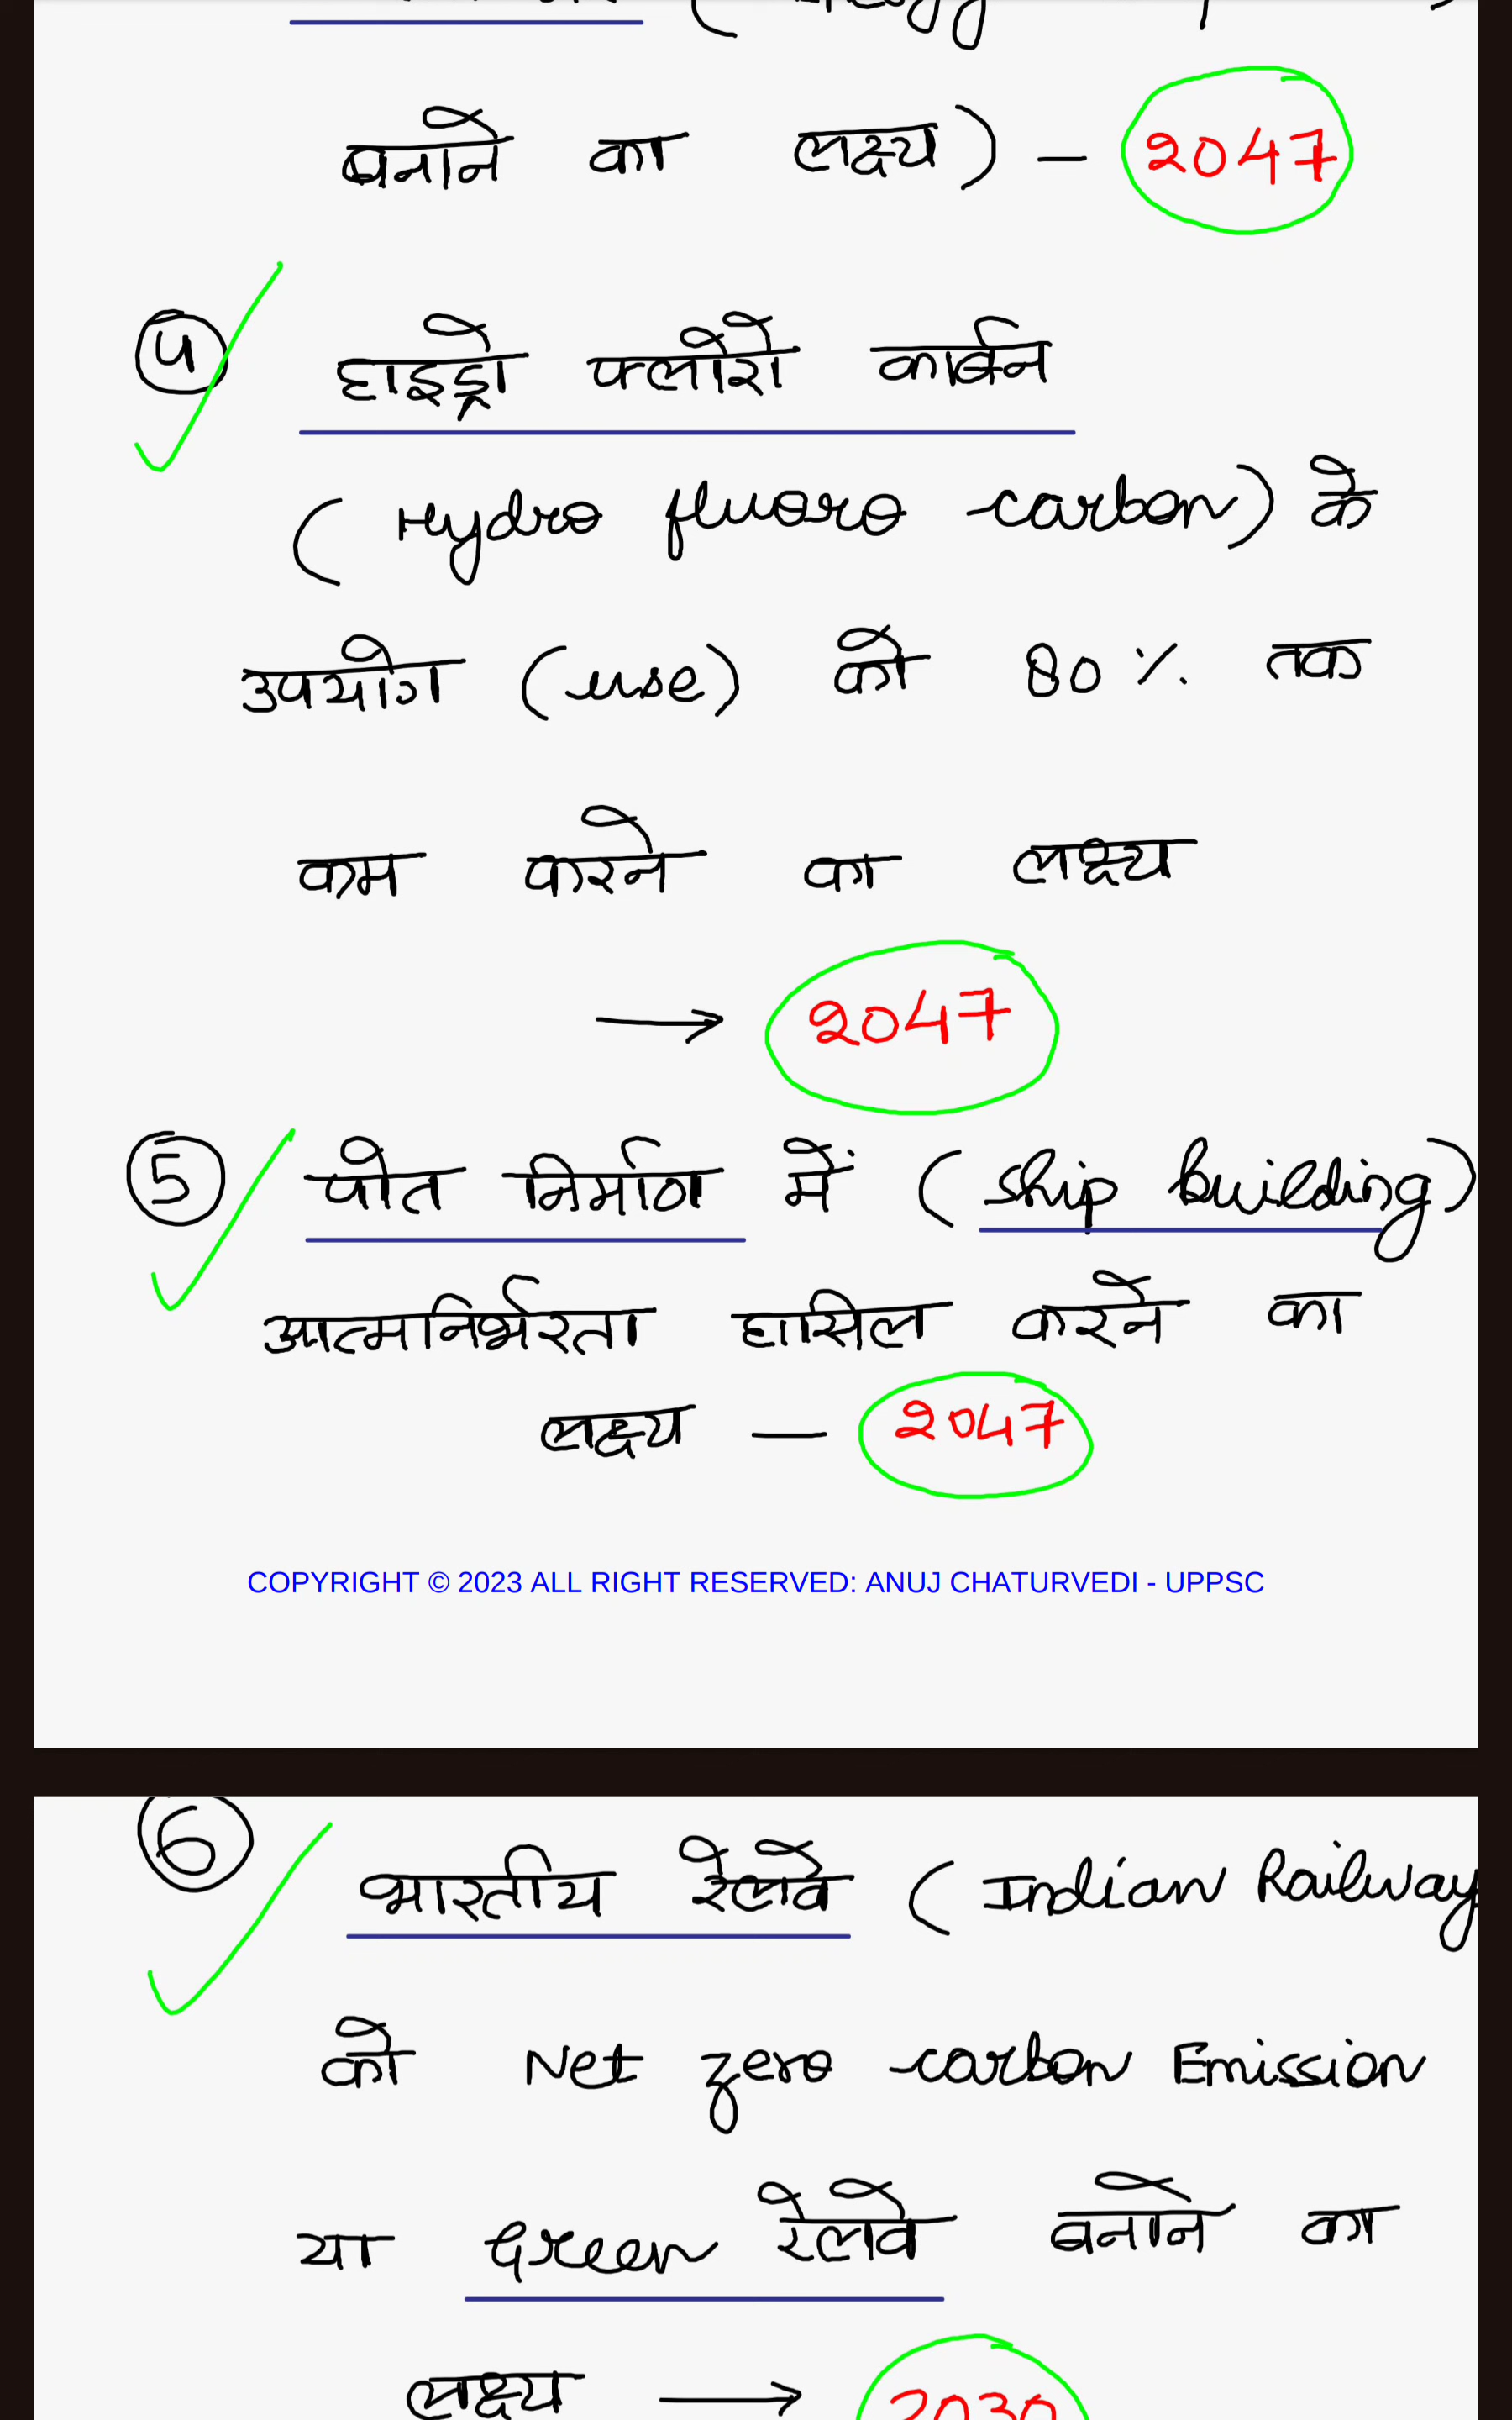 बनाने का लक्ष्य) — 2047
4 हाइड्रो फ्लोरो कार्बन
(Hydro fluoro carbon) के
उपयोग (use) को 80 % तक
कम करने का लक्ष्य
→ 2047
5 पोत निर्माण में (Ship building)
आत्मनिर्भरता हासिल करने का
लक्ष्य — 2047
COPYRIGHT © 2023 ALL RIGHT RESERVED: ANUJ CHATURVEDI - UPPSC
6 भारतीय रेलवे (Indian Railway
को Net zero carbon Emission
या Green रेलवे बनाने का
लक्ष्य → 2030